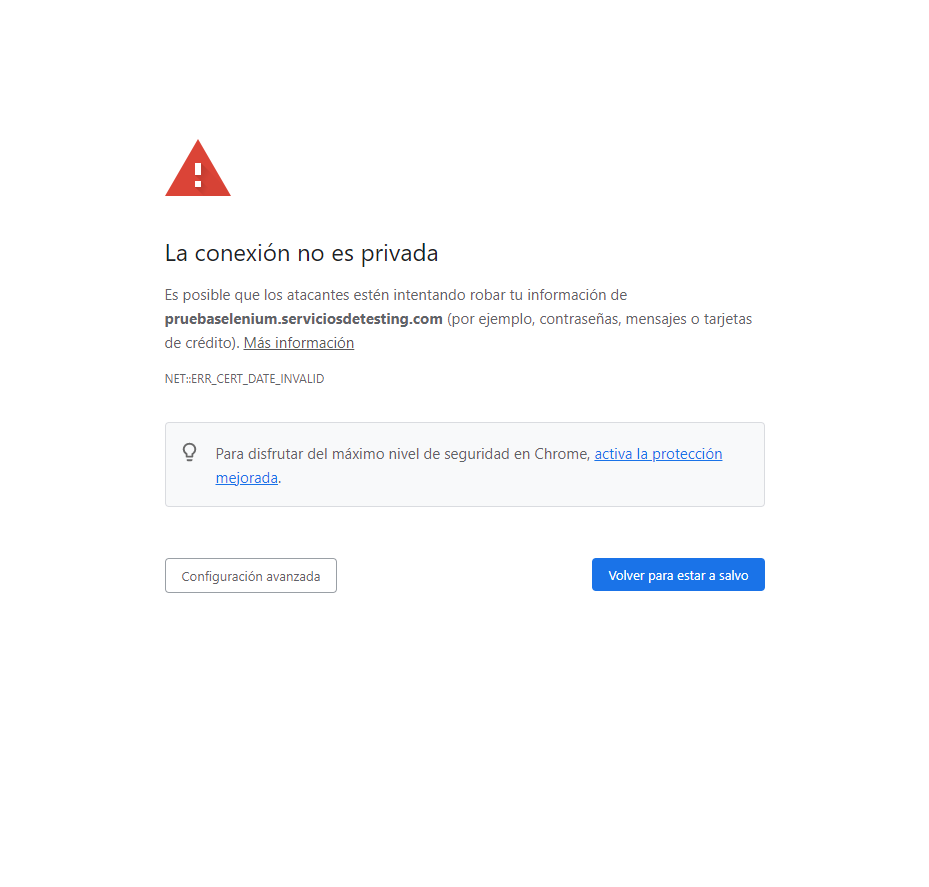 La conexión no es privada
Es posible que los atacantes estén intentando robar tu información de
pruebaselenium.serviciosdetesting.com (por ejemplo, contraseñas, mensajes o tarjetas
de crédito). Más información
NET::ERR_CERT_DATE_INVALID
Para disfrutar del máximo nivel de seguridad en Chrome, activa la protección
mejorada.
Configuración avanzada
Volver para estar a salvo